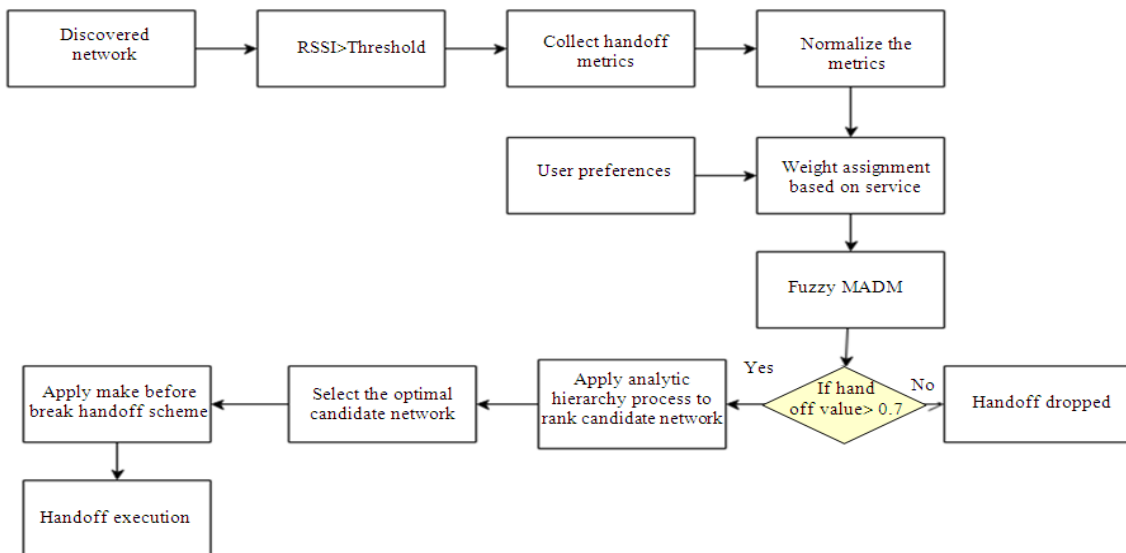 Discovered
network
RSSI>Threshold
Collect handoff
metrics
Normalize the
metrics
User preferences
Weight assignment
based on service
Fuzzy MADM
Yes
If hand
off value> 0.7
No
Handoff dropped
Apply analytic
hierarchy process to
rank candidate network
Select the optimal
candidate network
Apply make before
break handoff scheme
Handoff execution